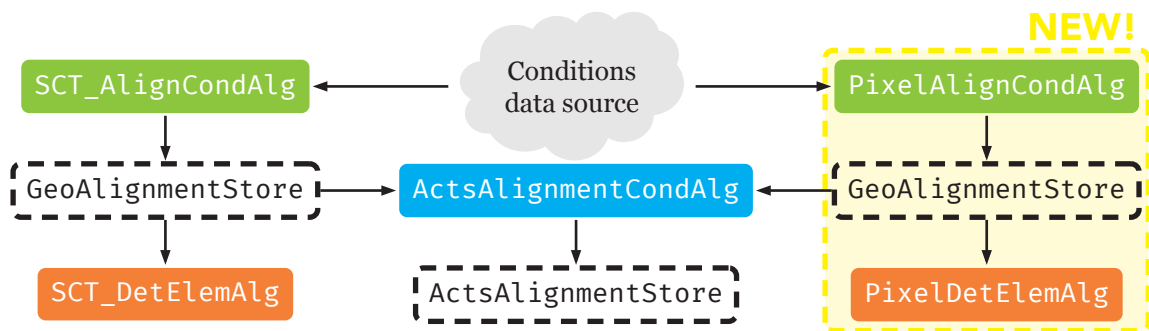 NEW!
SCT_AlignCondAlg
Conditions
data source
PixelAlignCondAlg
GeoAlignmentStore
ActsAlignmentCondAlg
GeoAlignmentStore
SCT_DetElemAlg
ActsAlignmentStore
PixelDetElemAlg